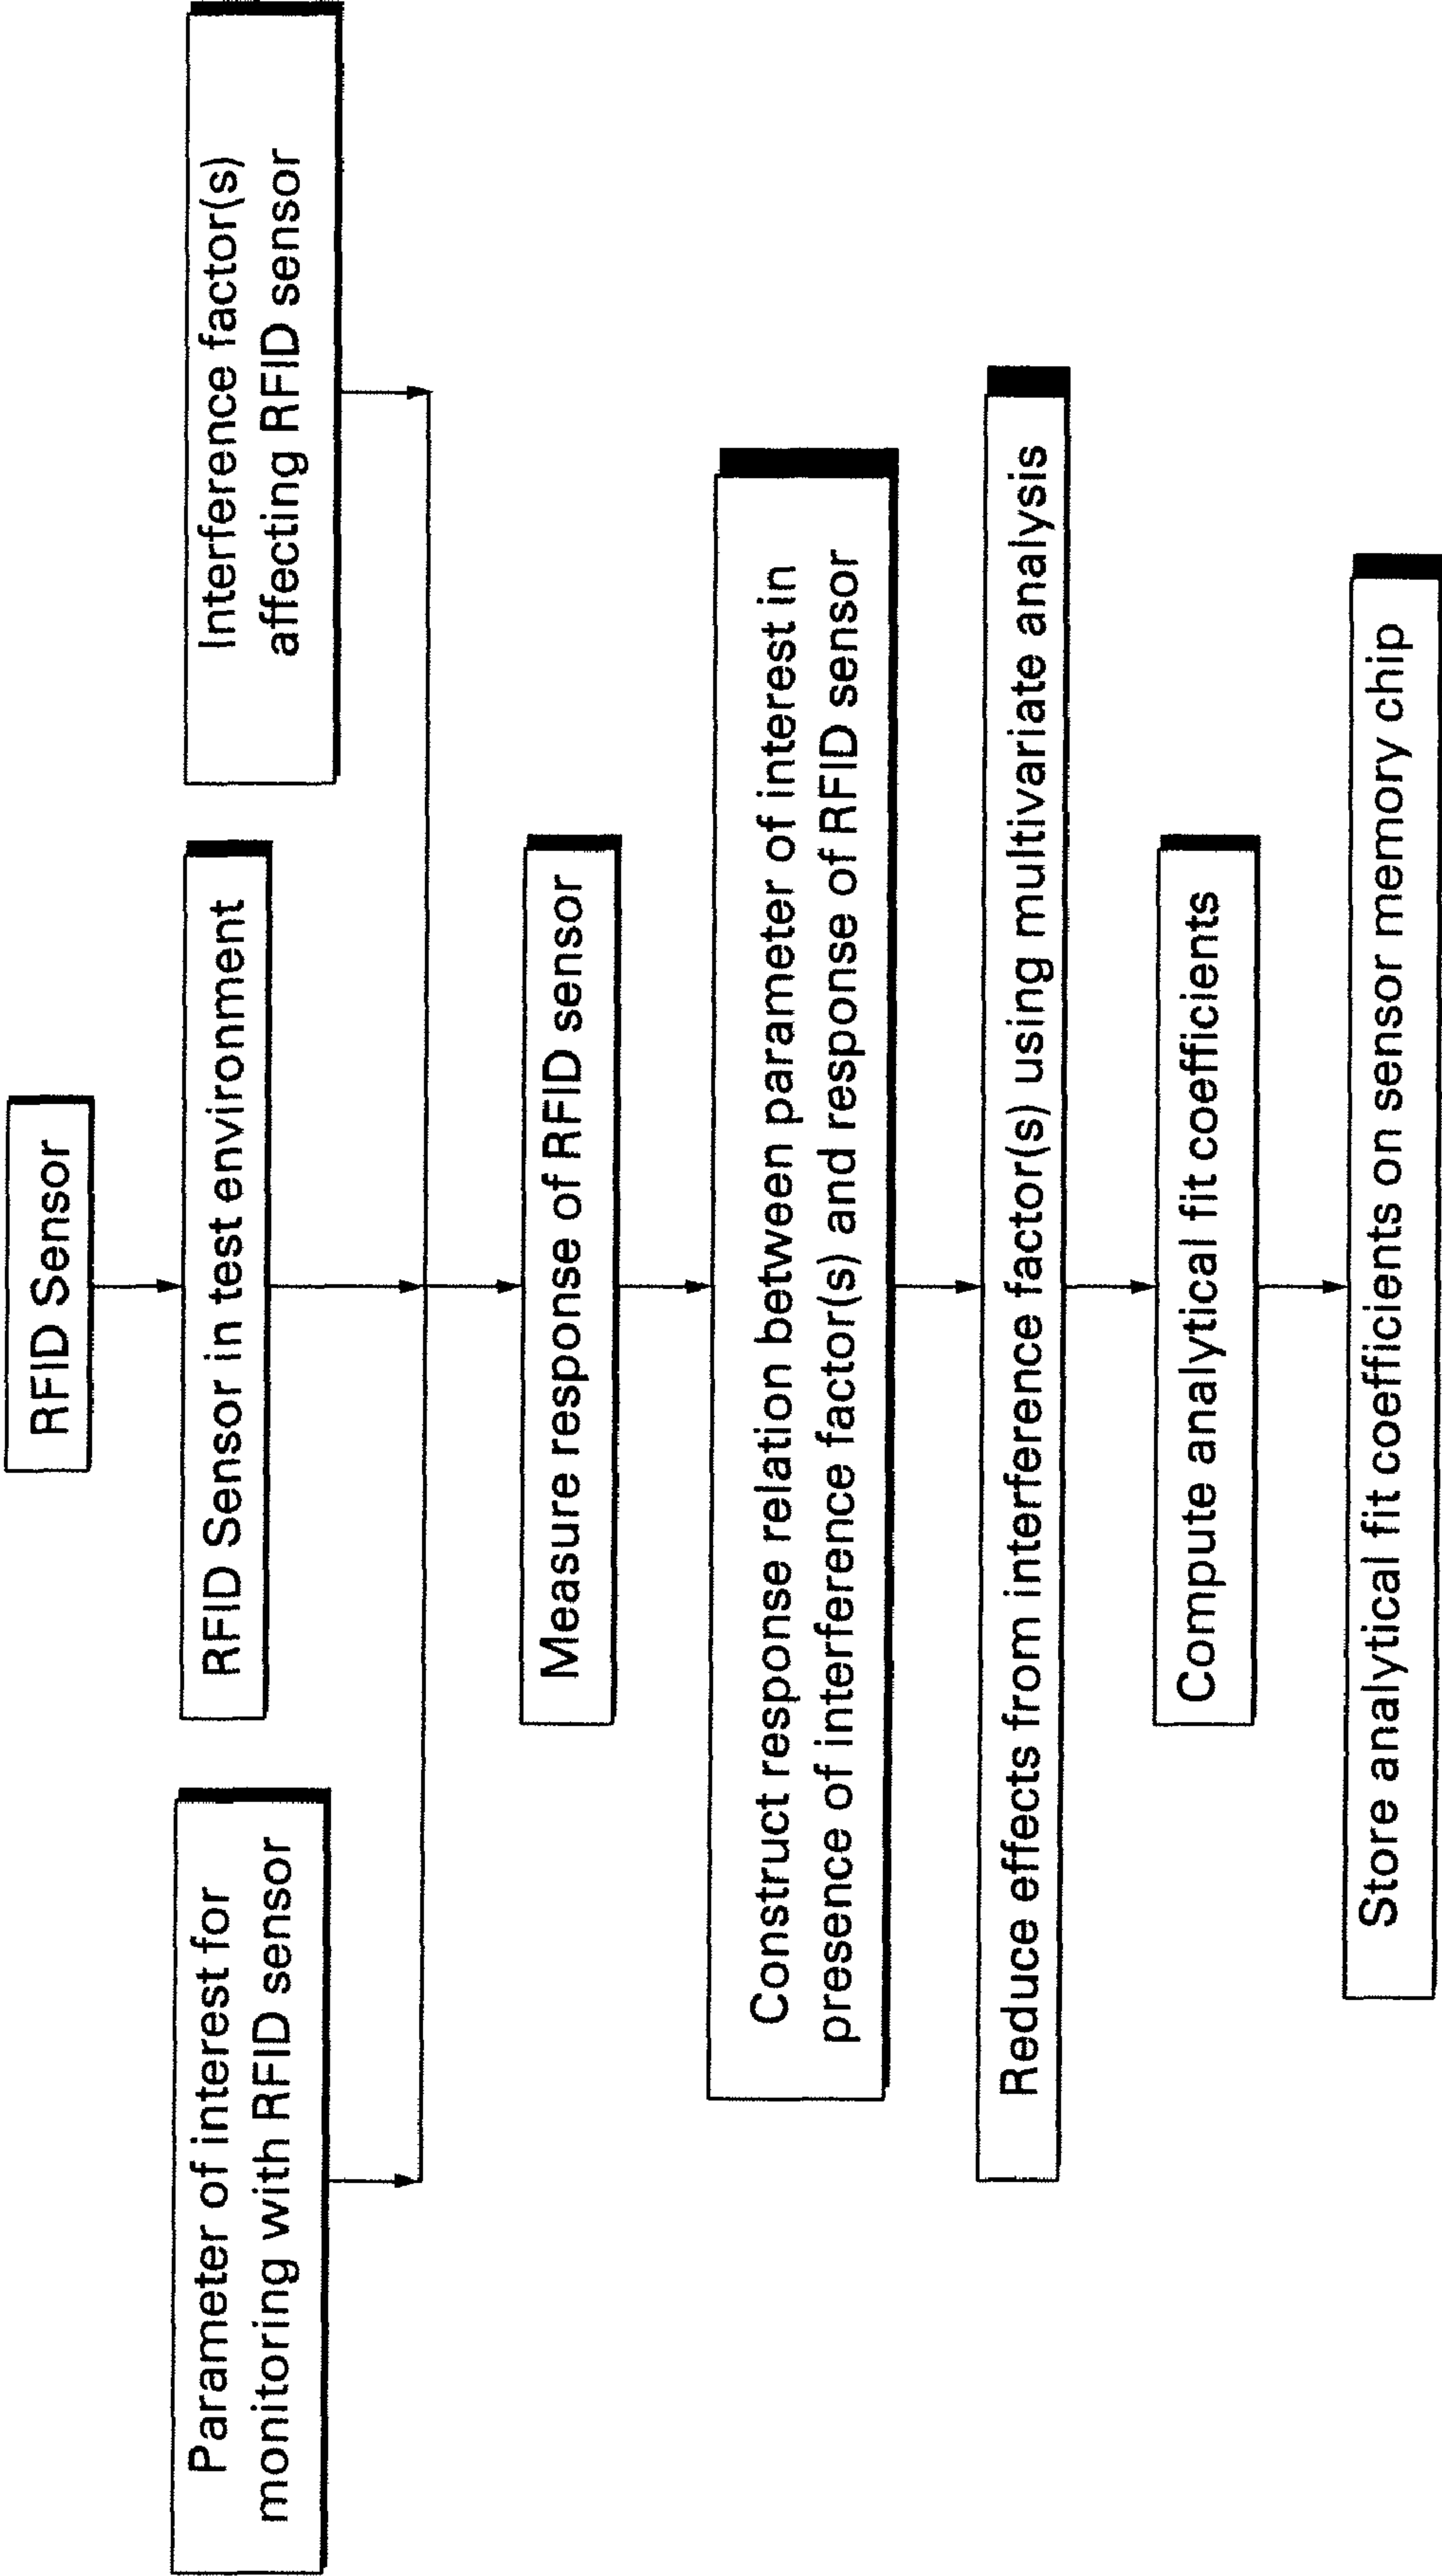 RFID Sensor
Parameter of interest for
monitoring with RFID sensor
RFID Sensor in test environment
Interference factor(s)
affecting RFID sensor
Measure response of RFID sensor
Construct response relation between parameter of interest in
presence of interference factor(s) and response of RFID sensor
Reduce effects from interference factor(s) using multivariate analysis
Compute analytical fit coefficients
Store analytical fit coefficients on sensor memory chip